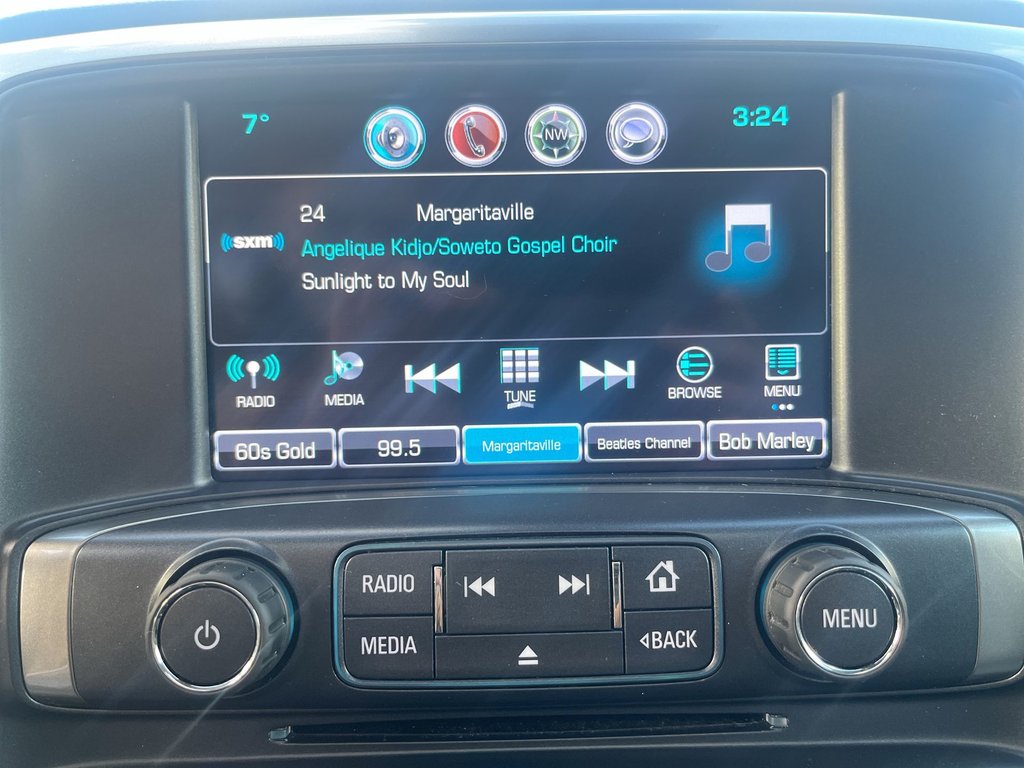 7° NW 3:24
24 Margaritaville
((sxm))
Angelique Kidjo/Soweto Gospel Choir
Sunlight to My Soul
RADIO MEDIA TUNE BROWSE MENU
60s Gold 99.5 Margaritaville Beatles Channel Bob Marley
RADIO
MEDIA BACK
MENU